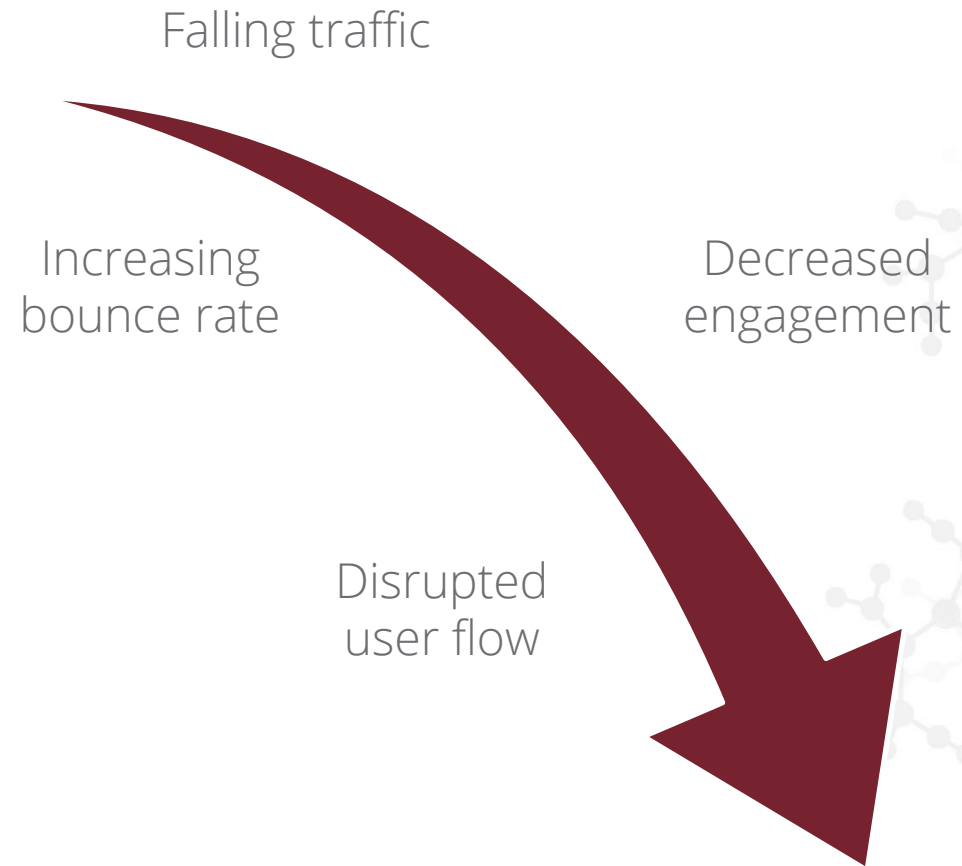 Falling traffic
Increasing
bounce rate
Decreased
engagement
Disrupted
user flow